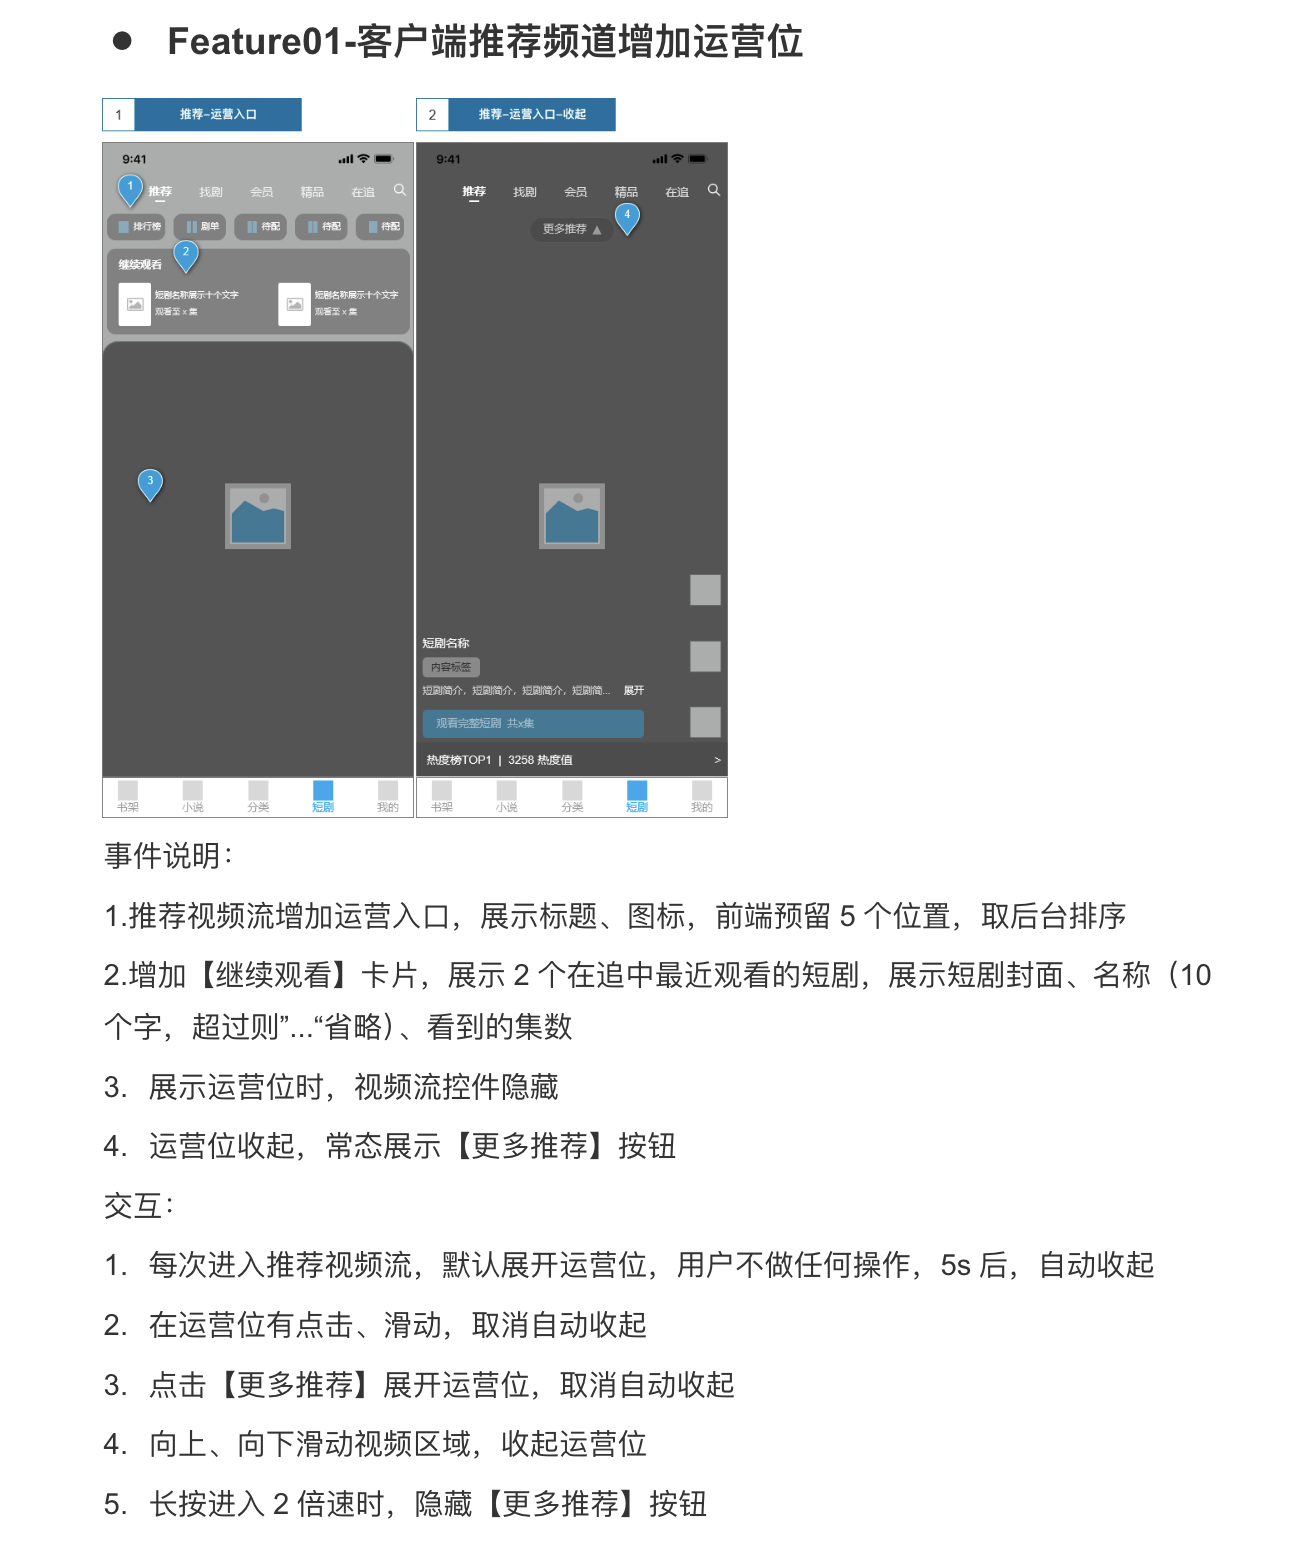 ● Feature01-客户端推荐频道增加运营位
1 推荐-运营入口
2 推荐-运营入口-收起
9:41
1 推荐 找剧 会员 精品 在追
排行榜 剧单 待配 待配 待配
2
继续观看
短剧名称展示十个文字 短剧名称展示十个文字
观看至 x 集 观看至 x 集
3
书架 小说 分类 短剧 我的
9:41
推荐 找剧 会员 精品 在追
4
更多推荐 ▲
短剧名称
内容标签
短剧简介，短剧简介，短剧简介，短剧简... 展开
观看完整短剧 共x集
热度榜TOP1 | 3258 热度值 >
书架 小说 分类 短剧 我的
事件说明：
1.推荐视频流增加运营入口，展示标题、图标，前端预留 5 个位置，取后台排序
2.增加【继续观看】卡片，展示 2 个在追中最近观看的短剧，展示短剧封面、名称（10
个字，超过则”...“省略）、看到的集数
3. 展示运营位时，视频流控件隐藏
4. 运营位收起，常态展示【更多推荐】按钮
交互：
1. 每次进入推荐视频流，默认展开运营位，用户不做任何操作，5s 后，自动收起
2. 在运营位有点击、滑动，取消自动收起
3. 点击【更多推荐】展开运营位，取消自动收起
4. 向上、向下滑动视频区域，收起运营位
5. 长按进入 2 倍速时，隐藏【更多推荐】按钮